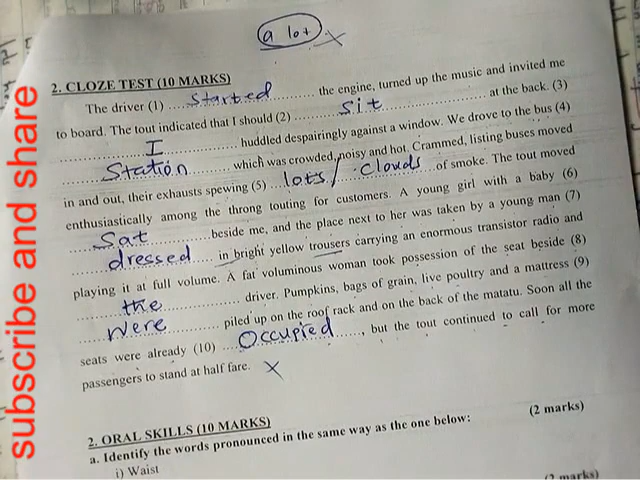 a lot
2. CLOZE TEST (10 MARKS)
The driver (1) ....started.... the engine, turned up the music and invited me
to board. The tout indicated that I should (2) ....sit.... at the back. (3)
....I.... huddled despairingly against a window. We drove to the bus (4)
....Station.... which was crowded, noisy and hot. Crammed, listing buses moved
in and out, their exhausts spewing (5) ....lots/ clouds.... of smoke. The tout moved
enthusiastically among the throng touting for customers. A young girl with a baby (6)
....Sat.... beside me, and the place next to her was taken by a young man (7)
....dressed.... in bright yellow trousers carrying an enormous transistor radio and
playing it at full volume. A fat voluminous woman took possession of the seat beside (8)
....the.... driver. Pumpkins, bags of grain, live poultry and a mattress (9)
....Were.... piled up on the roof rack and on the back of the matatu. Soon all the
seats were already (10) ....Occupied...., but the tout continued to call for more
passengers to stand at half fare.
2. ORAL SKILLS (10 MARKS)
a. Identify the words pronounced in the same way as the one below: (2 marks)
i) Waist
(2 marks)
subscribe and share